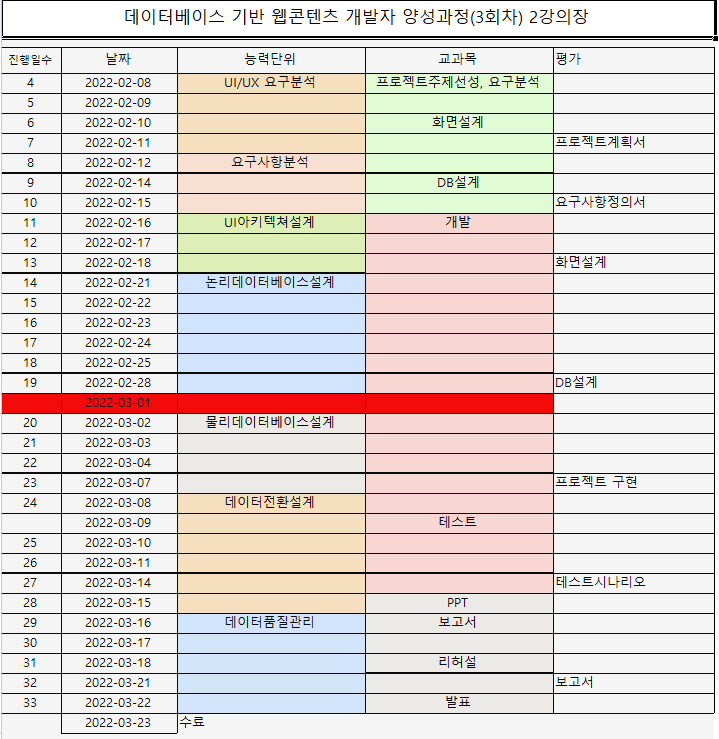 데이터베이스 기반 웹콘텐츠 개발자 양성과정(3회차) 2강의장
진행일수 날짜 능력단위 교과목 평가
4 2022-02-08 UI/UX 요구분석 프로젝트주제선성, 요구분석
5 2022-02-09
6 2022-02-10 화면설계
7 2022-02-11 프로젝트계획서
8 2022-02-12 요구사항분석
9 2022-02-14 DB설계
10 2022-02-15 요구사항정의서
11 2022-02-16 UI아키텍쳐설계 개발
12 2022-02-17
13 2022-02-18 화면설계
14 2022-02-21 논리데이터베이스설계
15 2022-02-22
16 2022-02-23
17 2022-02-24
18 2022-02-25
19 2022-02-28 DB설계
2022-03-01
20 2022-03-02 물리데이터베이스설계
21 2022-03-03
22 2022-03-04
23 2022-03-07 프로젝트 구현
24 2022-03-08 데이터전환설계
2022-03-09 테스트
25 2022-03-10
26 2022-03-11
27 2022-03-14 테스트시나리오
28 2022-03-15 PPT
29 2022-03-16 데이터품질관리 보고서
30 2022-03-17
31 2022-03-18 리허설
32 2022-03-21 보고서
33 2022-03-22 발표
2022-03-23 수료